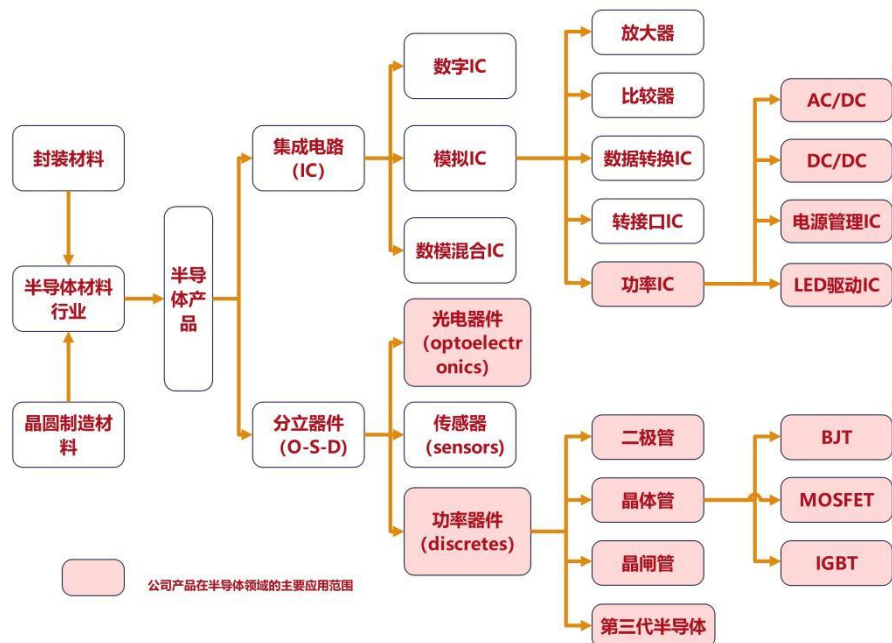 封装材料
半导体材料
行业
晶圆制造材
料
半导
体产
品
集成电路
（IC）
分立器件
（O-S-D）
数字IC
模拟IC
数模混合IC
光电器件
（optoelectr
onics）
传感器
（sensors）
功率器件
（discretes）
放大器
比较器
数据转换IC
转接口IC
功率IC
AC/DC
DC/DC
电源管理IC
LED驱动IC
二极管
晶体管
晶闸管
第三代半导体
BJT
MOSFET
IGBT
公司产品在半导体领域的主要应用范围